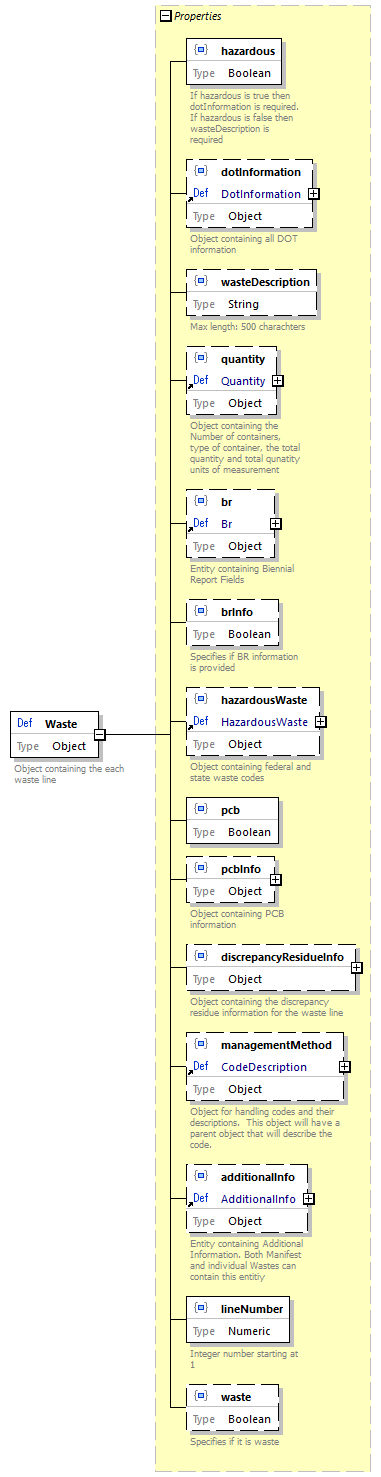 Properties
hazardous
Type Boolean
If hazardous is true then
dotInformation is required.
If hazardous is false then
wasteDescription is
required
dotInformation
Def DotInformation
Type Object
Object containing all DOT
information
wasteDescription
Type String
Max length: 500 charachters
quantity
Def Quantity
Type Object
Object containing the
Number of containers,
type of container, the total
quantity and total qunatity
units of measurement
br
Def Br
Type Object
Entity containing Biennial
Report Fields
brInfo
Type Boolean
Specifies if BR information
is provided
hazardousWaste
Def HazardousWaste
Type Object
Object containing federal and
state waste codes
Def Waste
Type Object
Object containing the each
waste line
pcb
Type Boolean
pcbInfo
Type Object
Object containing PCB
information
discrepancyResidueInfo
Type Object
Object containing the discrepancy
residue information for the waste line
managementMethod
Def CodeDescription
Type Object
Object for handling codes and their
descriptions. This object will have a
parent object that will describe the
code.
additionalInfo
Def AdditionalInfo
Type Object
Entity containing Additional
Information. Both Manifest
and individual Wastes can
contain this entitiy
lineNumber
Type Numeric
Integer number starting at
1
waste
Type Boolean
Specifies if it is waste